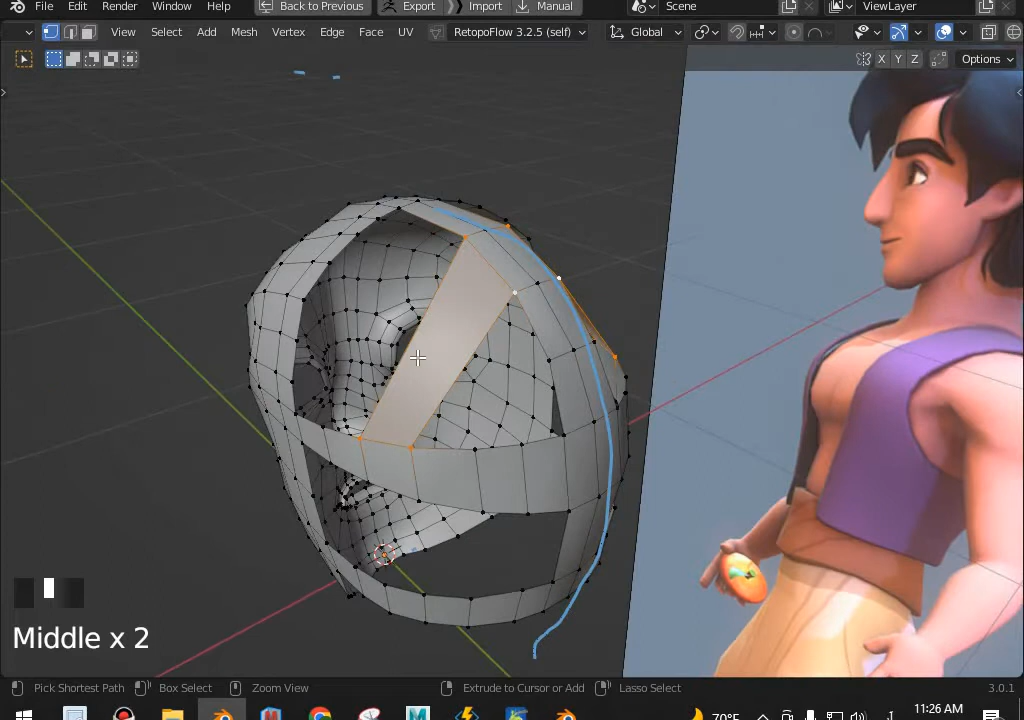 File Edit Render Window Help Back to Previous Export Import Manual Scene ViewLayer
View Select Add Mesh Vertex Edge Face UV RetopoFlow 3.2.5 (self) Global
X Y Z Options
Middle x 2
Pick Shortest Path Box Select Zoom View Extrude to Cursor or Add Lasso Select 3.0.1
70°F 11:26 AM